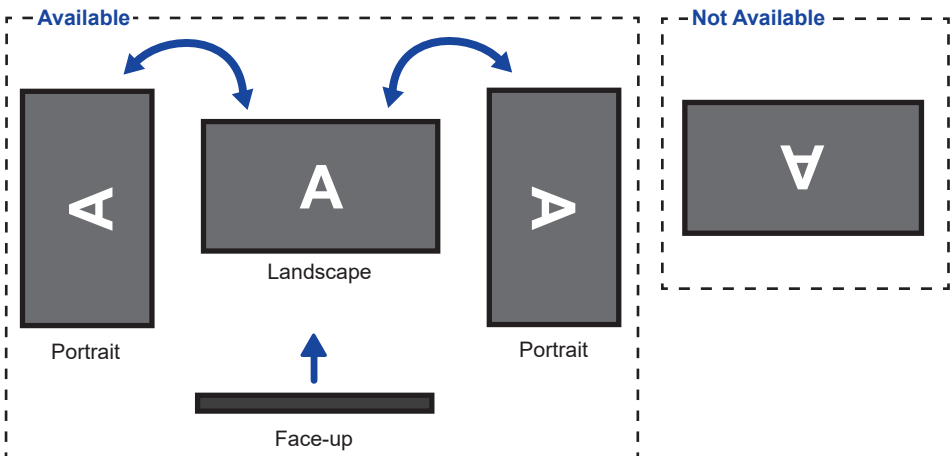 Available
Not Available
A
A
A
A
Landscape
Portrait
Portrait
Face-up